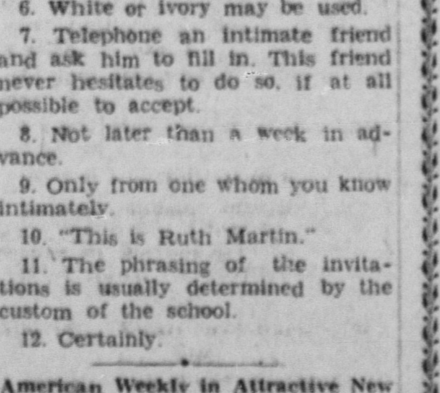 6. White or ivory may be used.
7. Telephone an intimate friend
and ask him to fill in. This friend
never hesitates to do so, if at all
possible to accept.
8. Not later than a week in ad-
vance.
9. Only from one whom you know
intimately.
10. "This is Ruth Martin."
11. The phrasing of the invita-
tions is usually determined by the
custom of the school.
12. Certainly.
American Weekly in Attractive New